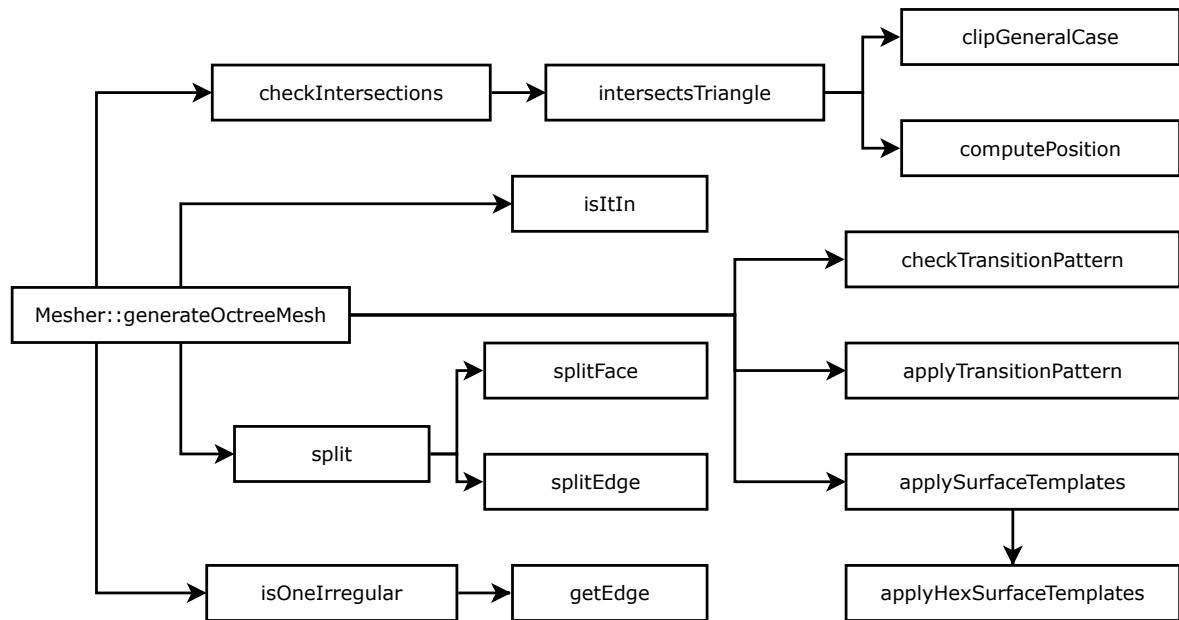 clipGeneralCase
checkIntersections
intersectsTriangle
computePosition
isItIn
checkTransitionPattern
Mesher::generateOctreeMesh
splitFace
applyTransitionPattern
split
splitEdge
applySurfaceTemplates
isOneIrregular
getEdge
applyHexSurfaceTemplates